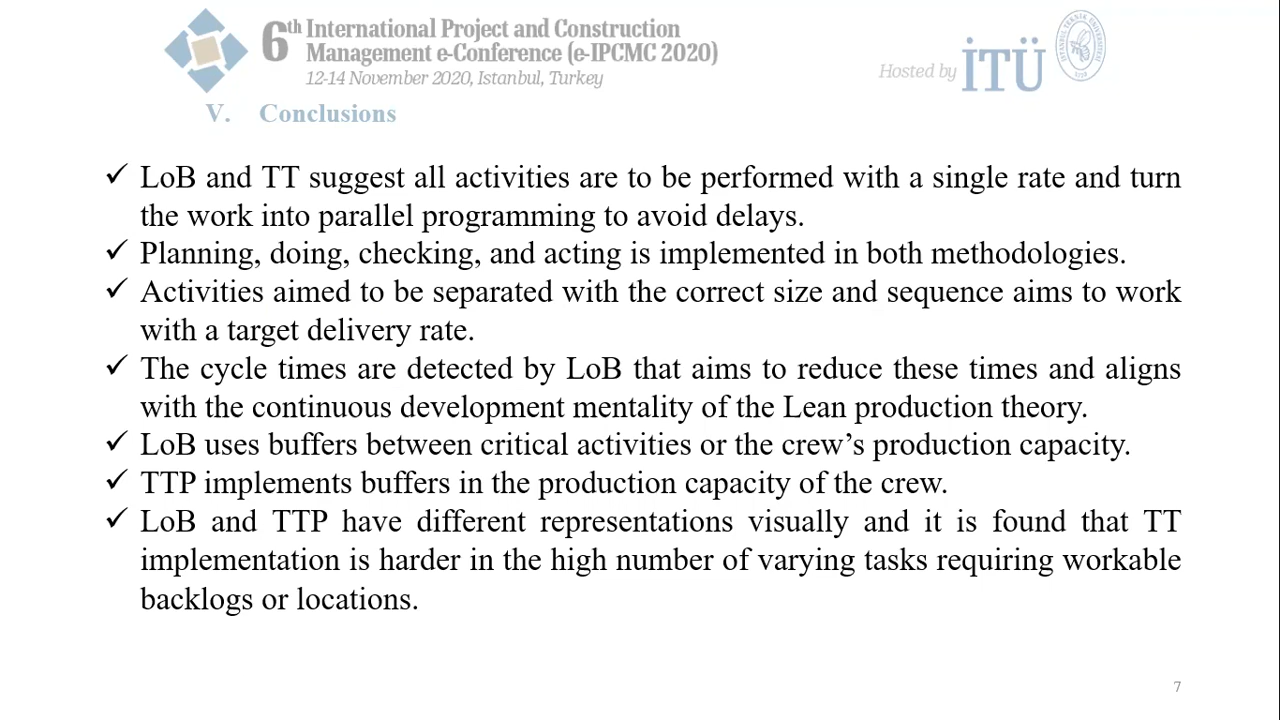 6th International Project and Construction
Management e-Conference (e-IPCMC 2020)
12-14 November 2020, Istanbul, Turkey
Hosted by İTÜ
V. Conclusions
✓ LoB and TT suggest all activities are to be performed with a single rate and turn
the work into parallel programming to avoid delays.
✓ Planning, doing, checking, and acting is implemented in both methodologies.
✓ Activities aimed to be separated with the correct size and sequence aims to work
with a target delivery rate.
✓ The cycle times are detected by LoB that aims to reduce these times and aligns
with the continuous development mentality of the Lean production theory.
✓ LoB uses buffers between critical activities or the crew’s production capacity.
✓ TTP implements buffers in the production capacity of the crew.
✓ LoB and TTP have different representations visually and it is found that TT
implementation is harder in the high number of varying tasks requiring workable
backlogs or locations.
7